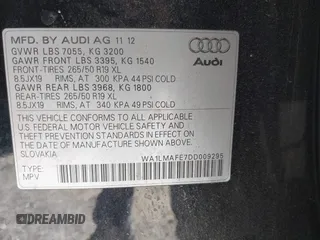 MFD. BY AUDI AG 11 12
GVWR LBS 7055, KG 3200
GAWR FRONT LBS 3395, KG 1540
FRONT-TIRES 265/50 R19 XL
8.5JX19 RIMS, AT 300 KPA 44 PSI COLD
GAWR REAR LBS 3968, KG 1800
REAR-TIRES 265/50 R19 XL
8.5JX19 RIMS, AT 340 KPA 49 PSI COLD
Audi
THIS VEHICLE CONFORMS TO ALL APPLICABLE
U.S. FEDERAL MOTOR VEHICLE SAFETY AND
THEFT PREVENTION STANDARDS IN EFFECT ON
THE DATE OF MANUFACTURE SHOWN ABOVE.
SLOVAKIA
WA1LMAFE7DD009295
TYPE:
MPV
DREAMBID